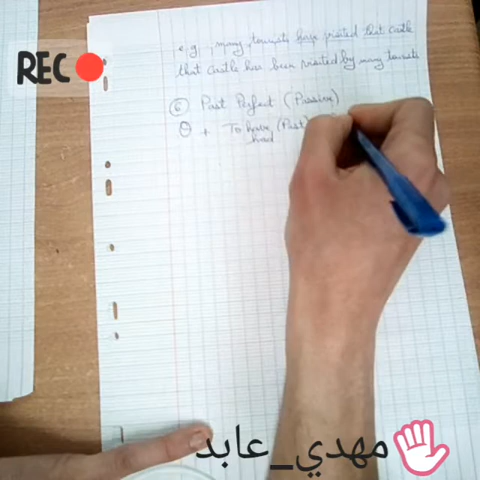 REC
e.g., many tourists have visited that castle
that castle has been visited by many tourists
⑥ Past Perfect (Passive)
+ To have (Past)
had
مهدي_عابد